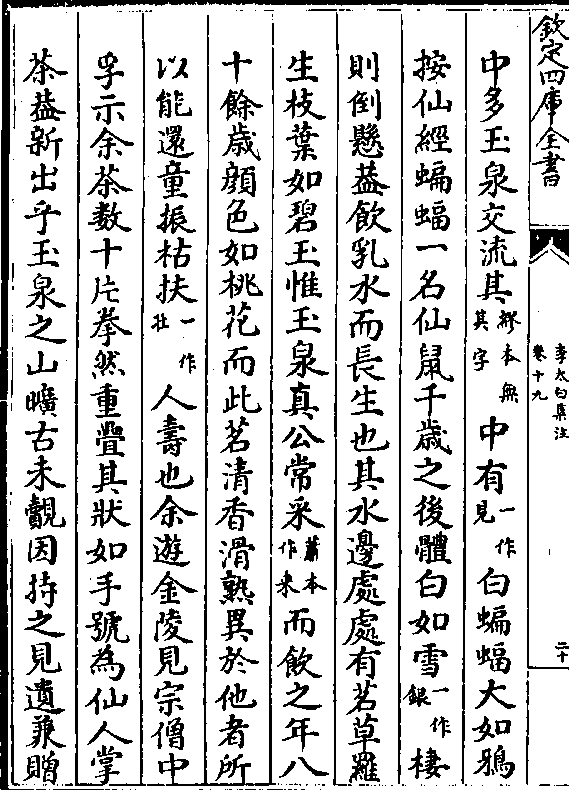 欽定四庫全書
李太白集注
卷十九
二十
中多玉泉交流其繆本無其字中有一作見白蝙蝠大如鴉
按仙經蝙蝠一名仙鼠千歲之後體白如雪一作銀棲
則倒懸葢飲乳水而長生也其水邊處處有茗草羅
生枝葉如碧玉惟玉泉真公常采蕭本作来而飲之年八
十餘歲顔色如桃花而此茗清香滑熟異於他者所
以能還童振枯扶一作壯人壽也余遊金陵見宗僧中
孚示余茶數十片拳然重疊其狀如手號為仙人掌
茶葢新出乎玉泉之山曠古未覿因持之見遺兼贈